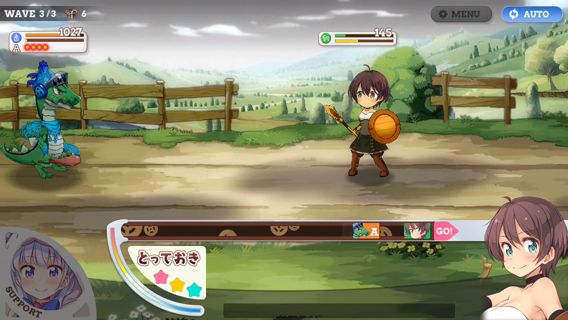 WAVE 3/3 6
MENU
AUTO
1027
A
145
A
GO!
とっておき
SUPPORT